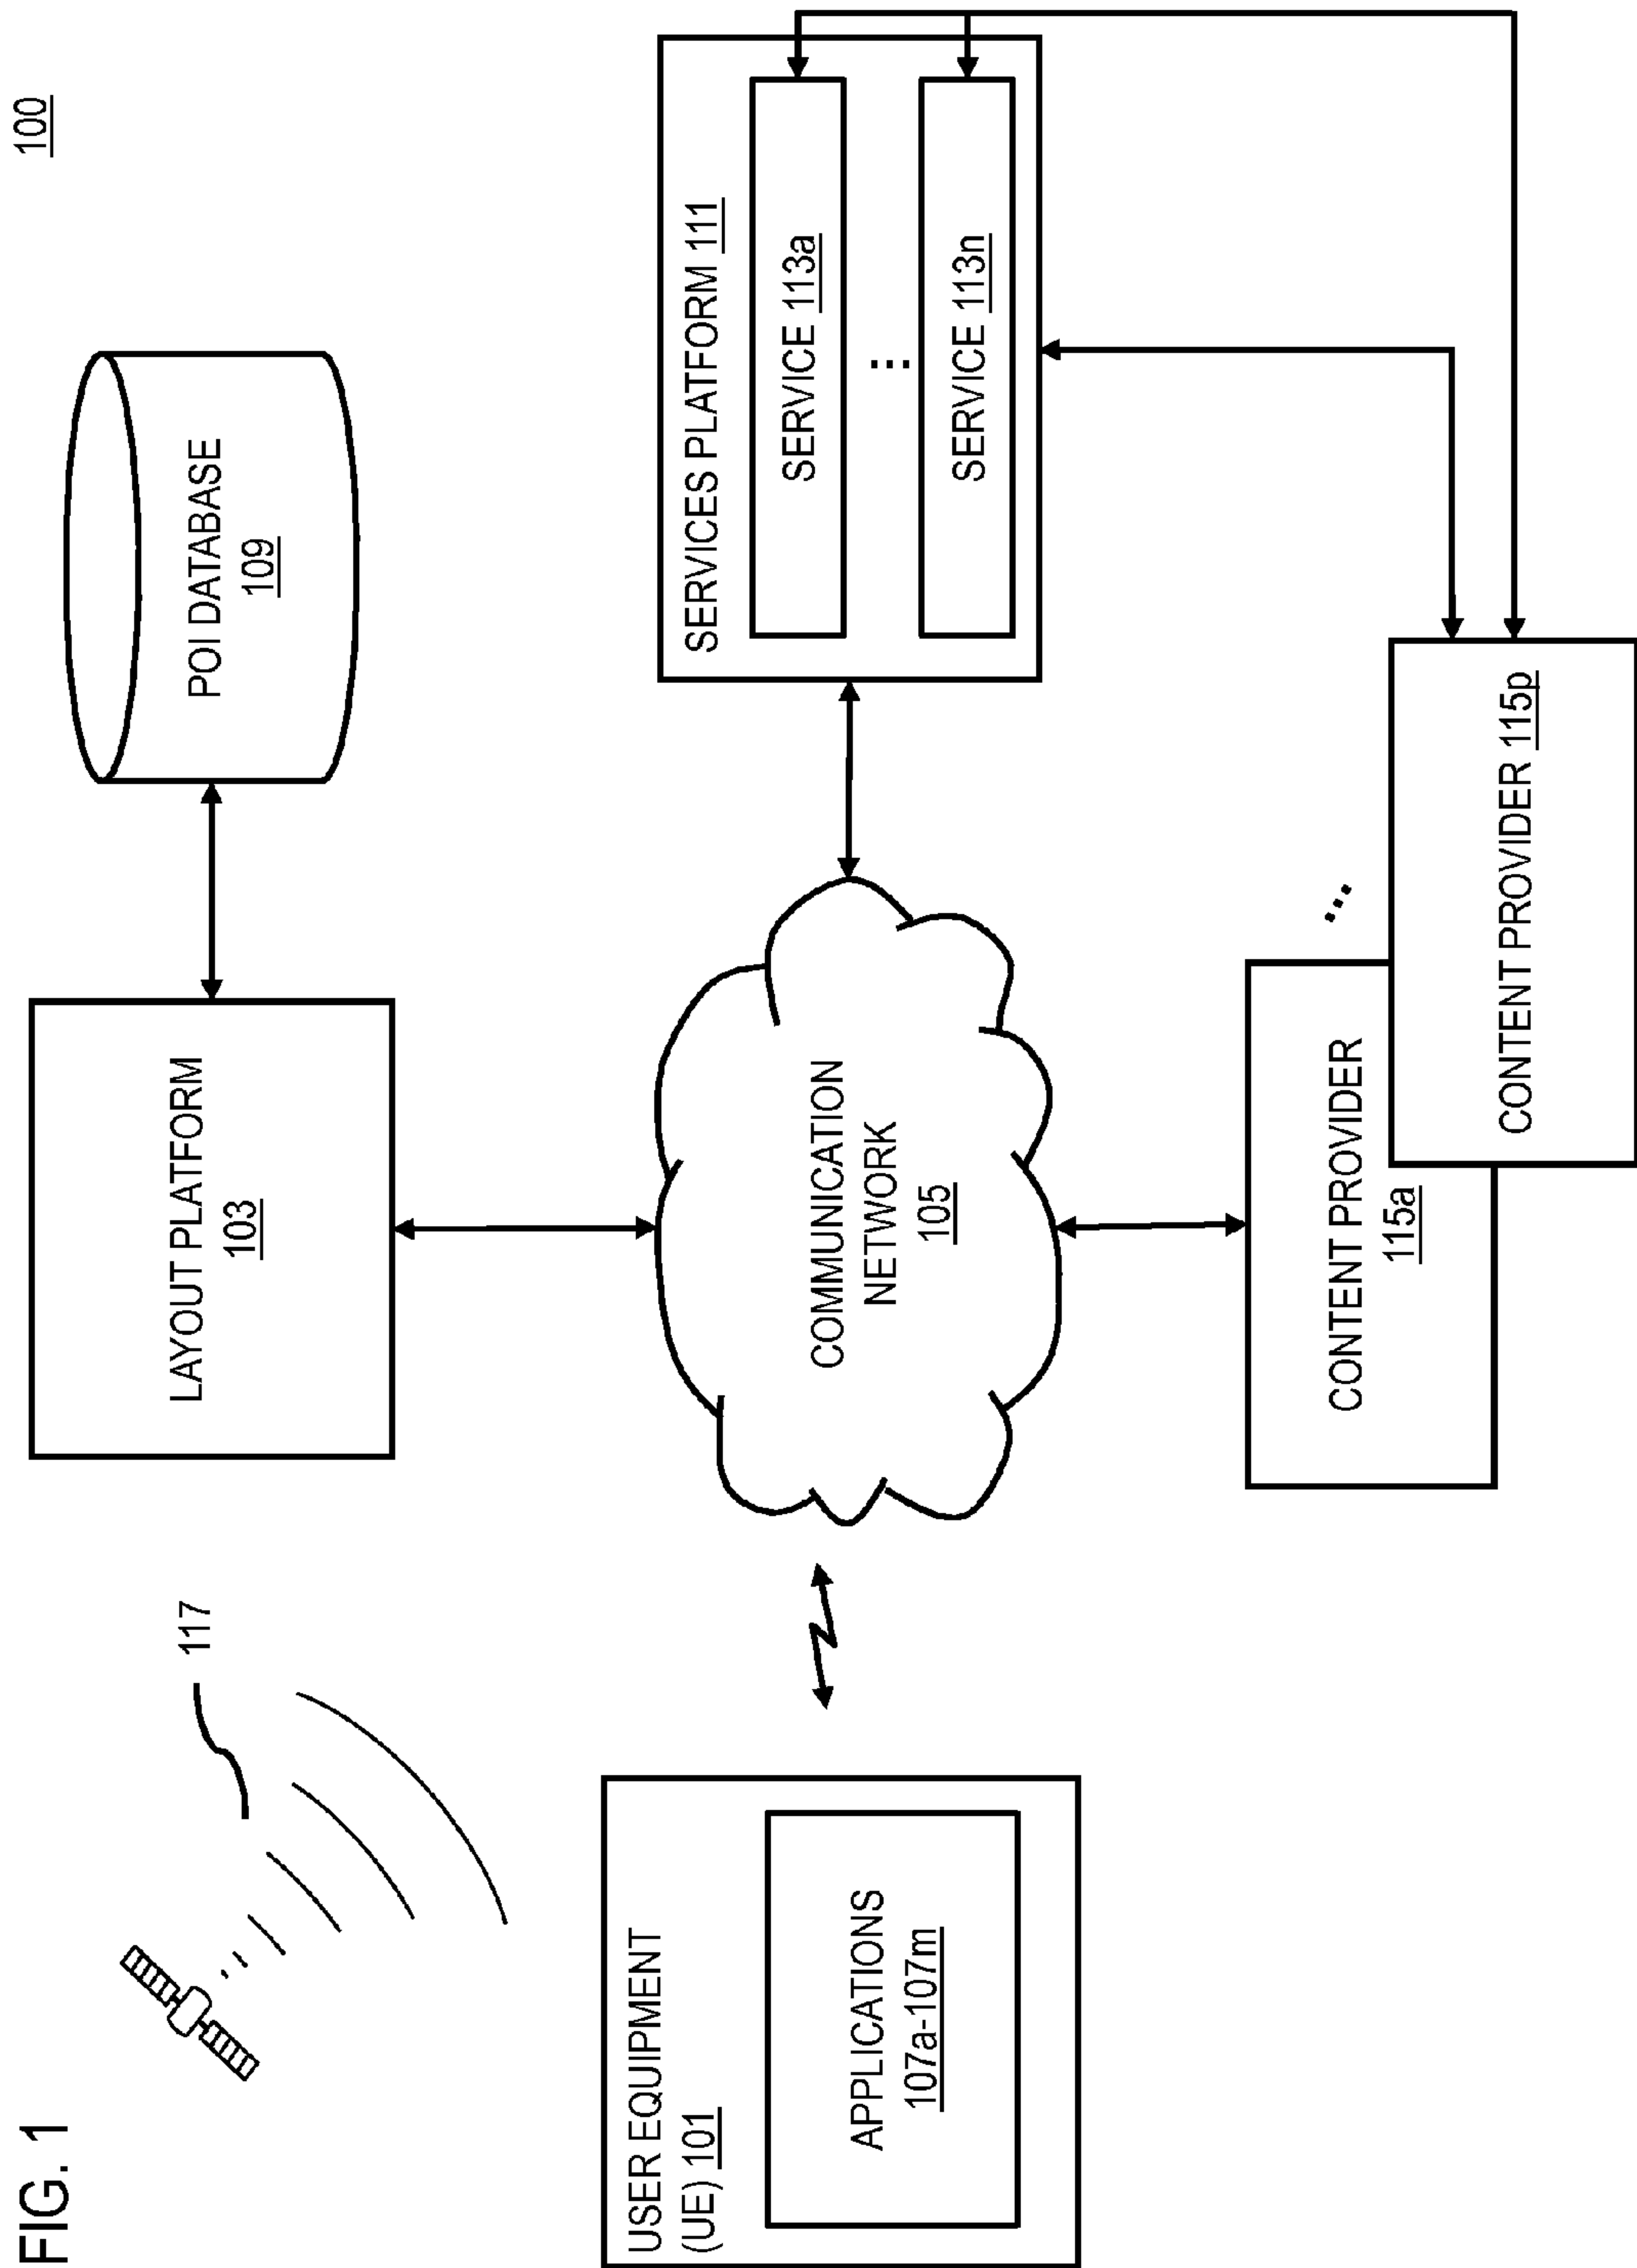 FIG. 1
100
117
LAYOUT PLATFORM
103
POI DATABASE
109
USER EQUIPMENT
(UE) 101
APPLICATIONS
107a-107m
COMMUNICATION
NETWORK
105
SERVICES PLATFORM 111
SERVICE 113a
...
SERVICE 113n
CONTENT PROVIDER
115a
...
CONTENT PROVIDER 115p